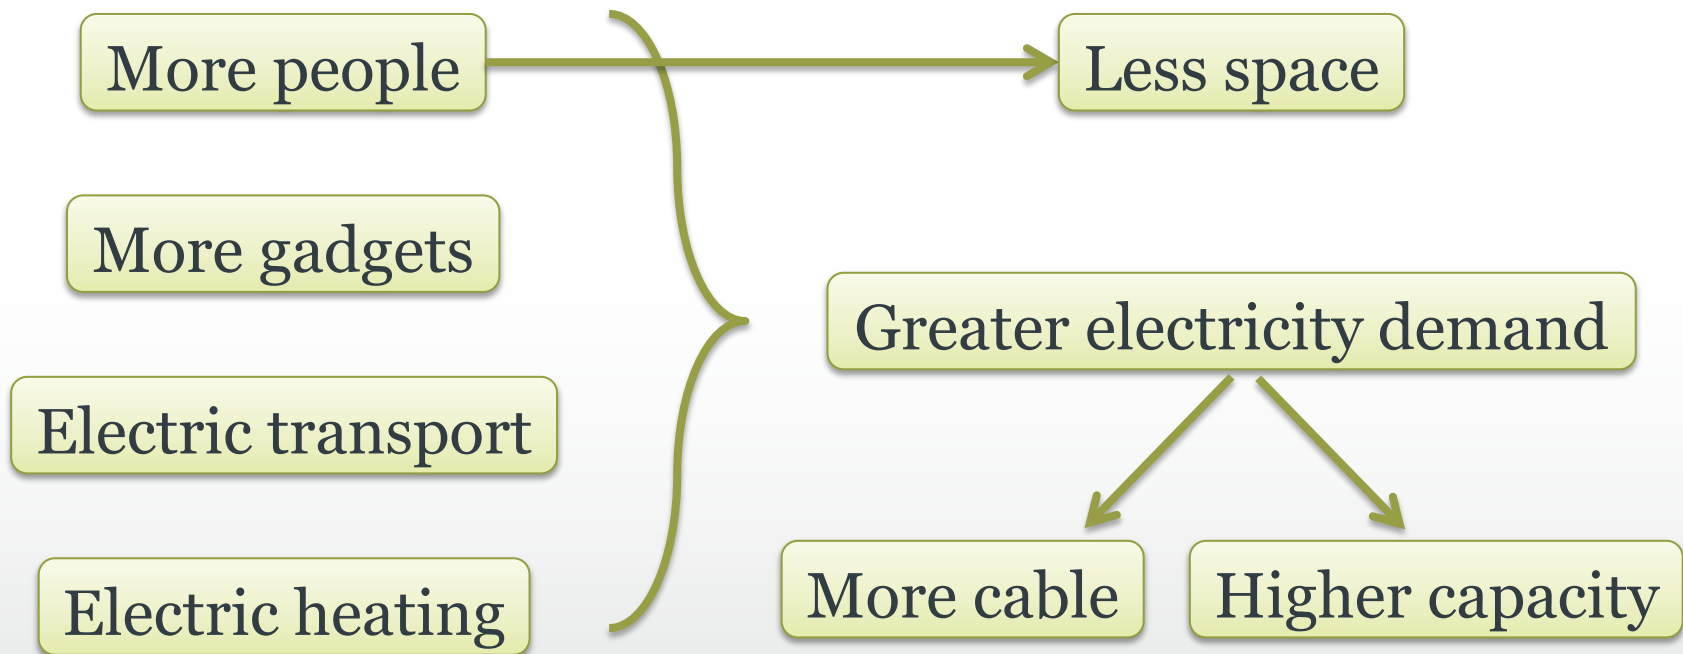 More people
Less space
More gadgets
Greater electricity demand
Electric transport
Electric heating
More cable
Higher capacity